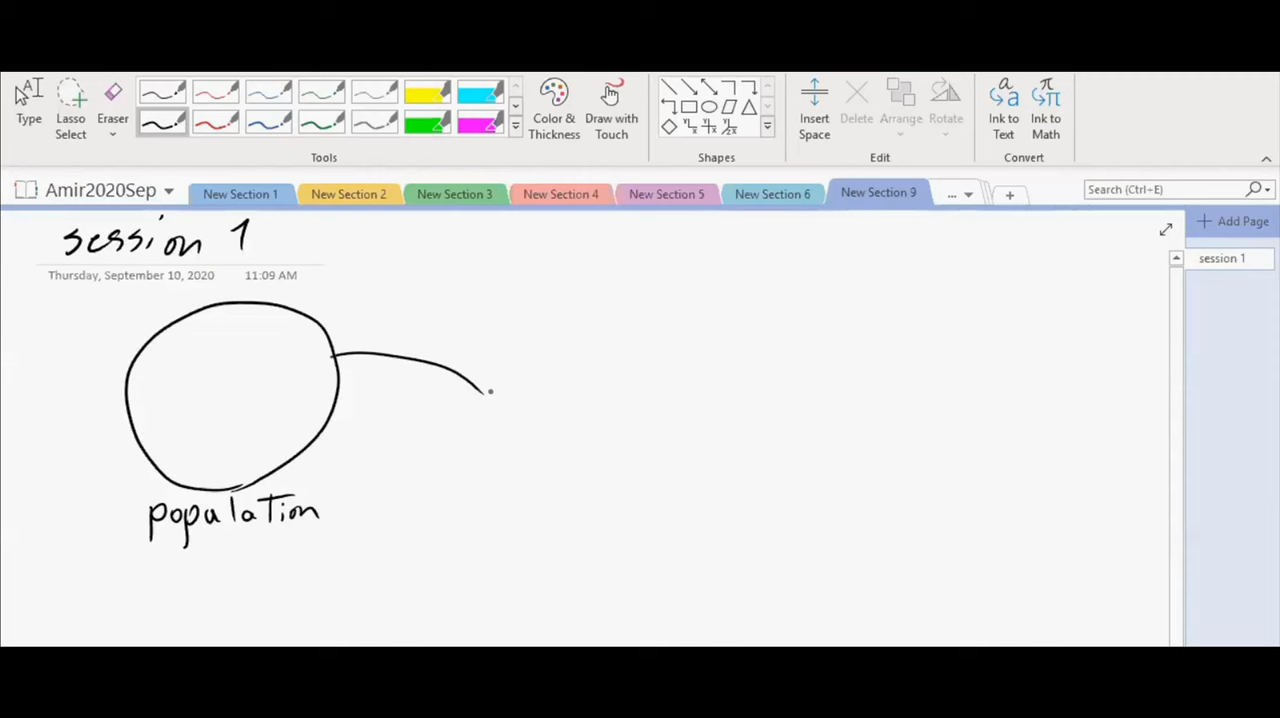 Type
Lasso Select
Eraser
Color & Thickness
Draw with Touch
Insert Space
Delete
Arrange
Rotate
Ink to Text
Ink to Math
Tools
Shapes
Edit
Convert
Amir2020Sep
New Section 1
New Section 2
New Section 3
New Section 4
New Section 5
New Section 6
New Section 9
...
Search (Ctrl+E)
Add Page
session 1
session 1
Thursday, September 10, 2020 11:09 AM
population